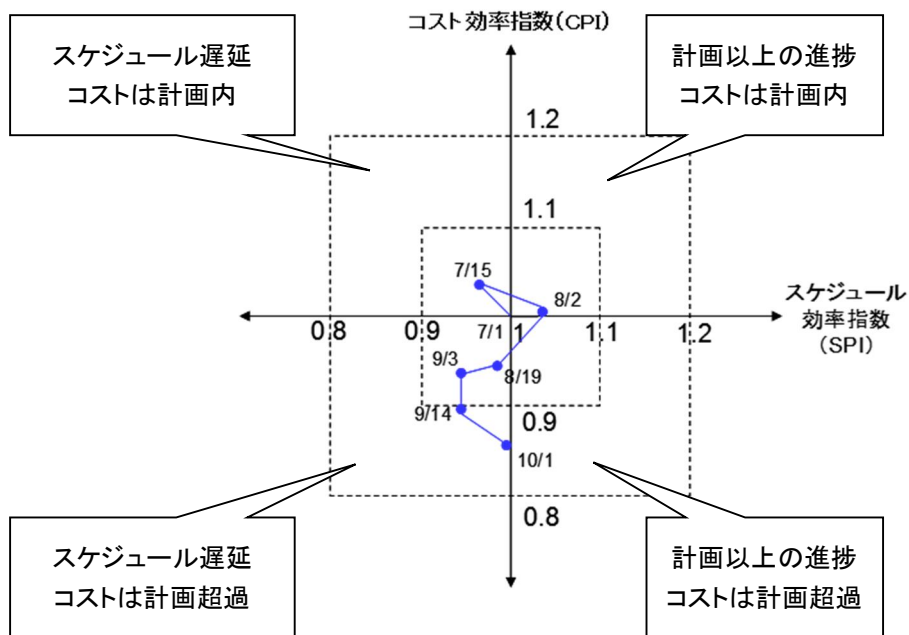 コスト効率指数(CPI)
スケジュール遅延
コストは計画内
計画以上の進捗
コストは計画内
1.2
1.1
7/15
8/2
スケジュール
効率指数
(SPI)
0.8
0.9
7/1
1
1.1
1.2
9/3
8/19
9/14
0.9
10/1
0.8
スケジュール遅延
コストは計画超過
計画以上の進捗
コストは計画超過